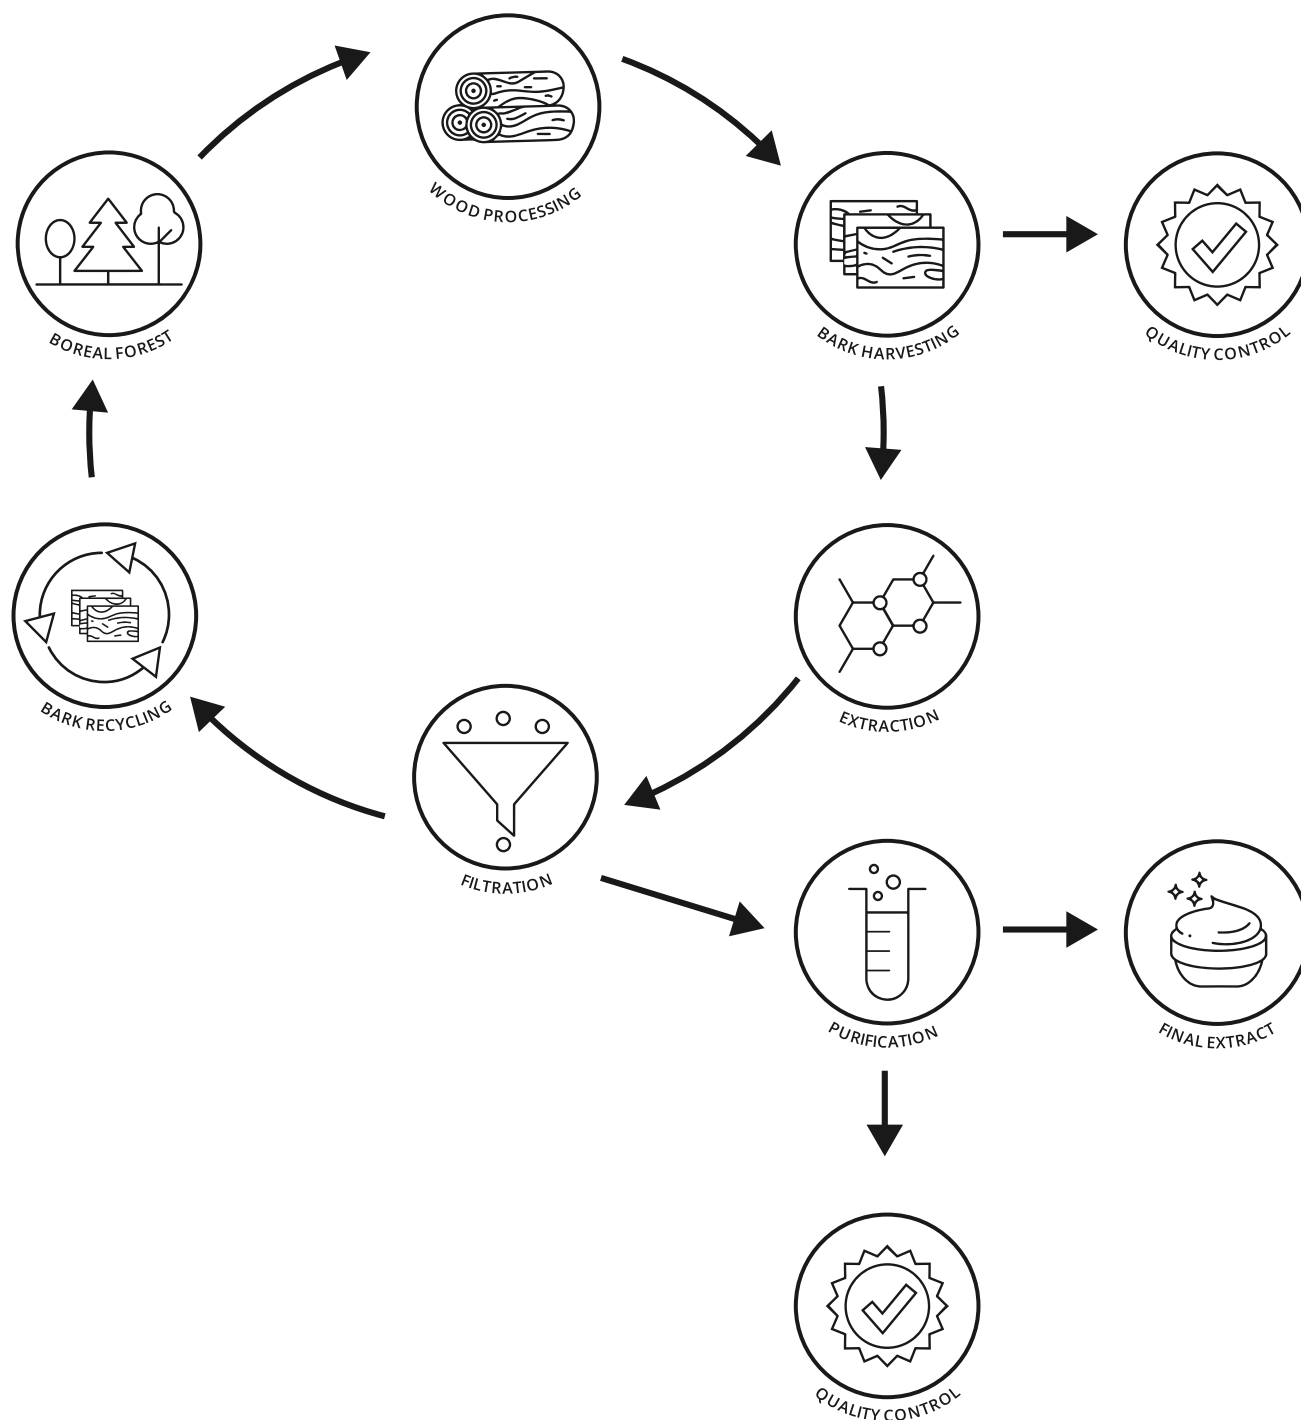 WOOD PROCESSING
BOREAL FOREST
BARK HARVESTING
QUALITY CONTROL
BARK RECYCLING
EXTRACTION
FILTRATION
PURIFICATION
FINAL EXTRACT
QUALITY CONTROL